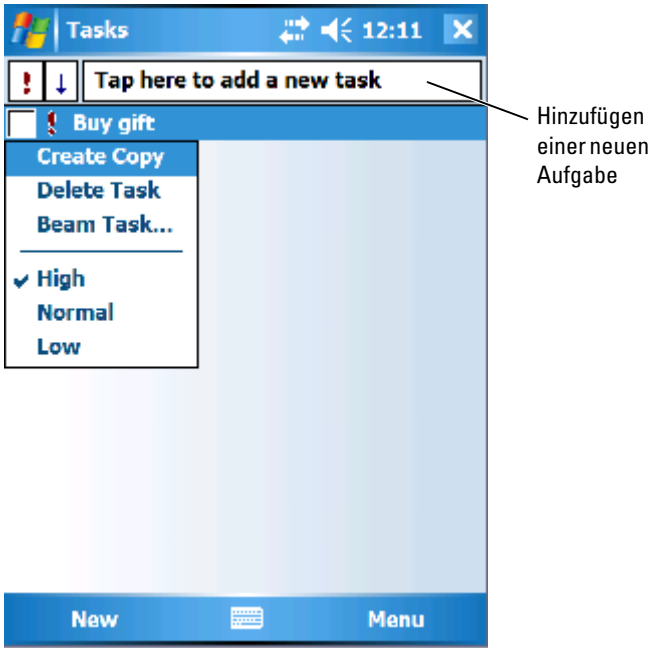 Tasks 12:11
Tap here to add a new task
Buy gift
Create Copy
Delete Task
Beam Task...
High
Normal
Low
New Menu
Hinzufügen
einer neuen
Aufgabe